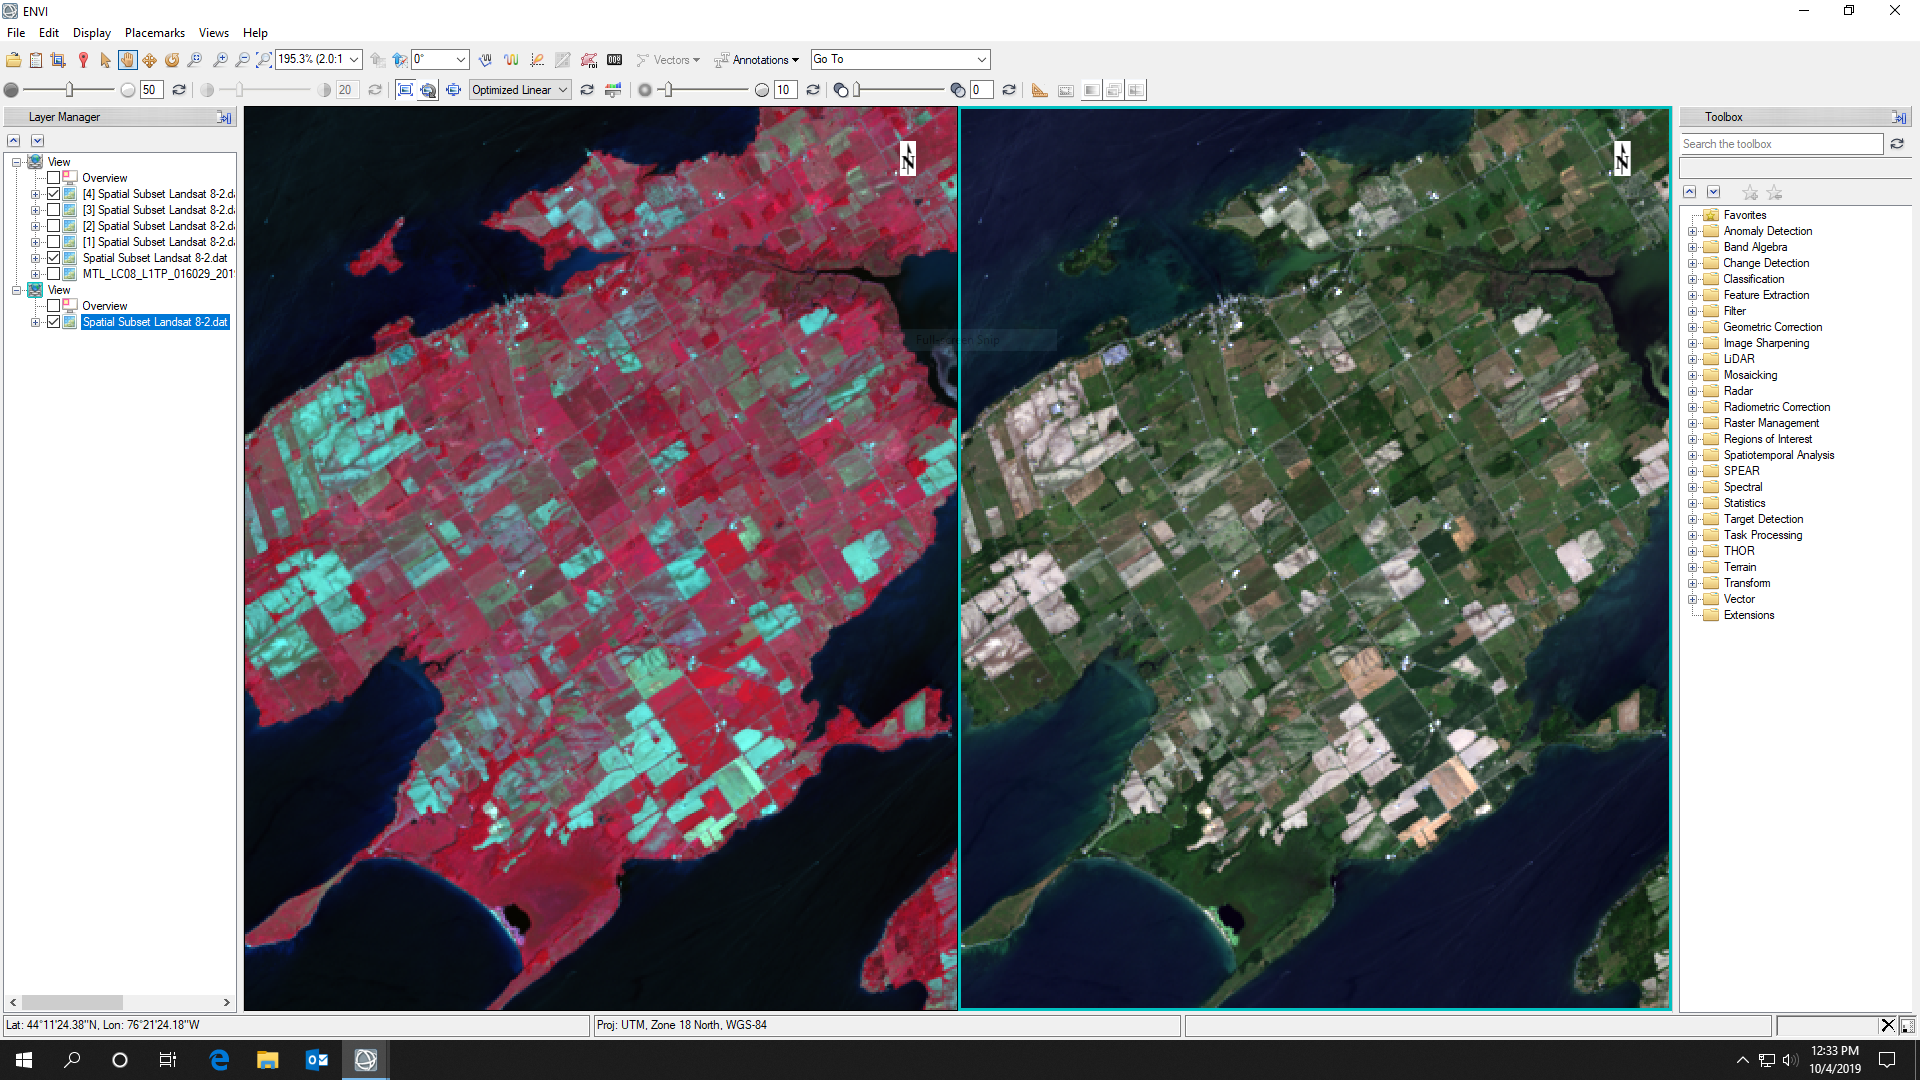 ENVI
File Edit Display Placemarks Views Help
195.3% (2.0:1 0° Vectors Annotations Go To
50 20 Optimized Linear 10 0
Layer Manager
View
Overview
[4] Spatial Subset Landsat 8-2.d
[3] Spatial Subset Landsat 8-2.d
[2] Spatial Subset Landsat 8-2.d
[1] Spatial Subset Landsat 8-2.d
Spatial Subset Landsat 8-2.dat
MTL_LC08_L1TP_016029_201
View
Overview
Spatial Subset Landsat 8-2.dat
N
N
Full-screen Snip
Toolbox
Search the toolbox
Favorites
Anomaly Detection
Band Algebra
Change Detection
Classification
Feature Extraction
Filter
Geometric Correction
Image Sharpening
LiDAR
Mosaicking
Radar
Radiometric Correction
Raster Management
Regions of Interest
Spatiotemporal Analysis
SPEAR
Spectral
Statistics
Target Detection
Task Processing
THOR
Terrain
Transform
Vector
Extensions
Lat: 44°11'24.38"N, Lon: 76°21'24.18"W
Proj: UTM, Zone 18 North, WGS-84
12:33 PM
10/4/2019